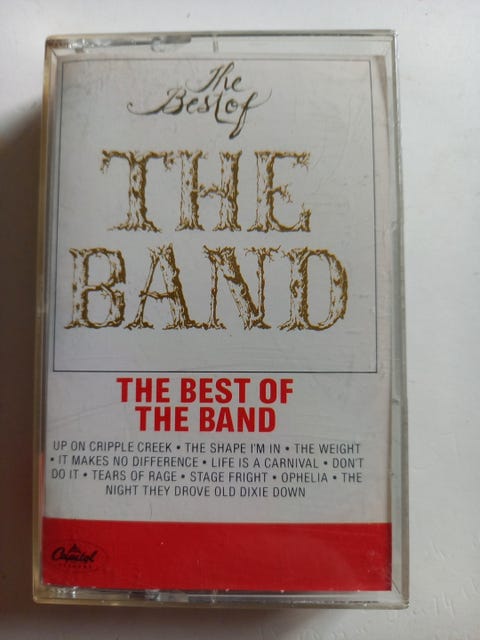 The
Best of
THE
BAND
THE BEST OF
THE BAND
UP ON CRIPPLE CREEK • THE SHAPE I'M IN • THE WEIGHT
• IT MAKES NO DIFFERENCE • LIFE IS A CARNIVAL • DON'T
DO IT • TEARS OF RAGE • STAGE FRIGHT • OPHELIA • THE
NIGHT THEY DROVE OLD DIXIE DOWN
Capitol